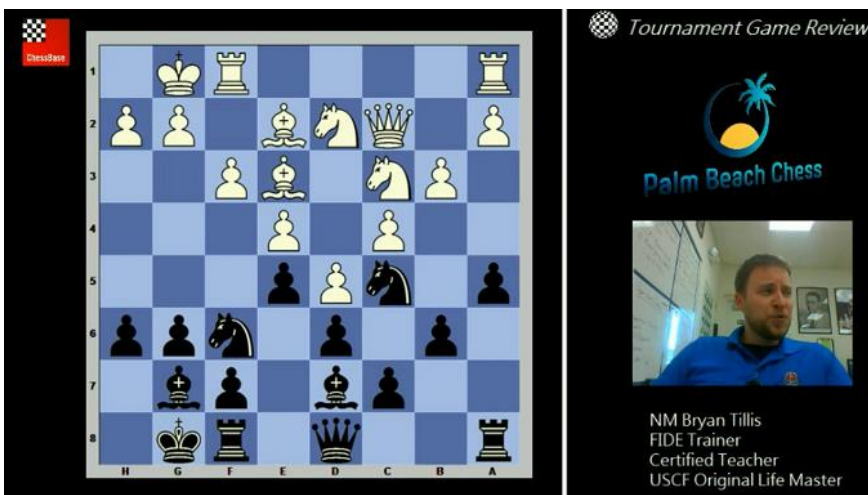 ChessBase
Tournament Game Review
1
2
3
4
5
6
7
8
H G F E D C B A
Palm Beach Chess
NM Bryan Tillis
FIDE Trainer
Certified Teacher
USCF Original Life Master